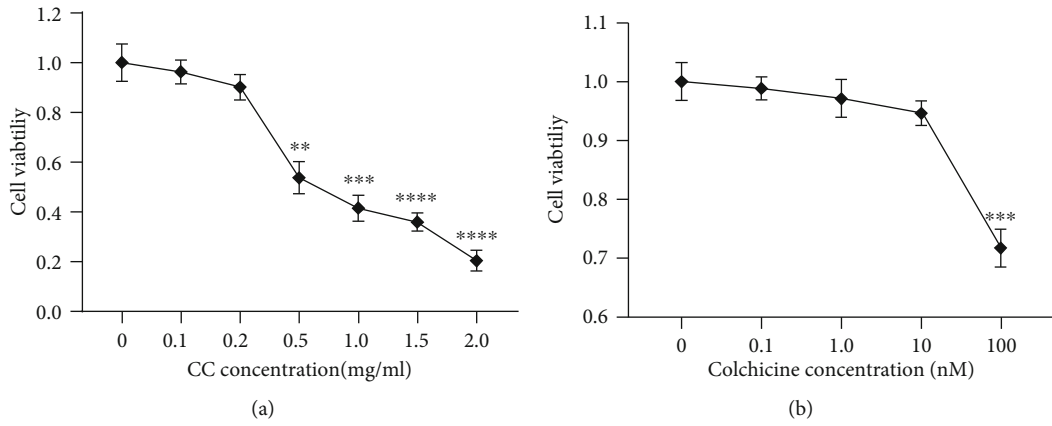 1.2
1.0
0.8
0.6
0.4
0.2
0.0
Cell viabtiliy
**
***
****
****
0 0.1 0.2 0.5 1.0 1.5 2.0
CC concentration(mg/ml)
(a)
1.10
1.0
0.9
0.8
0.7
0.6
Cell viabtiliy
***
0 0.1 1.0 10 100
Colchicine concentration (nM)
(b)